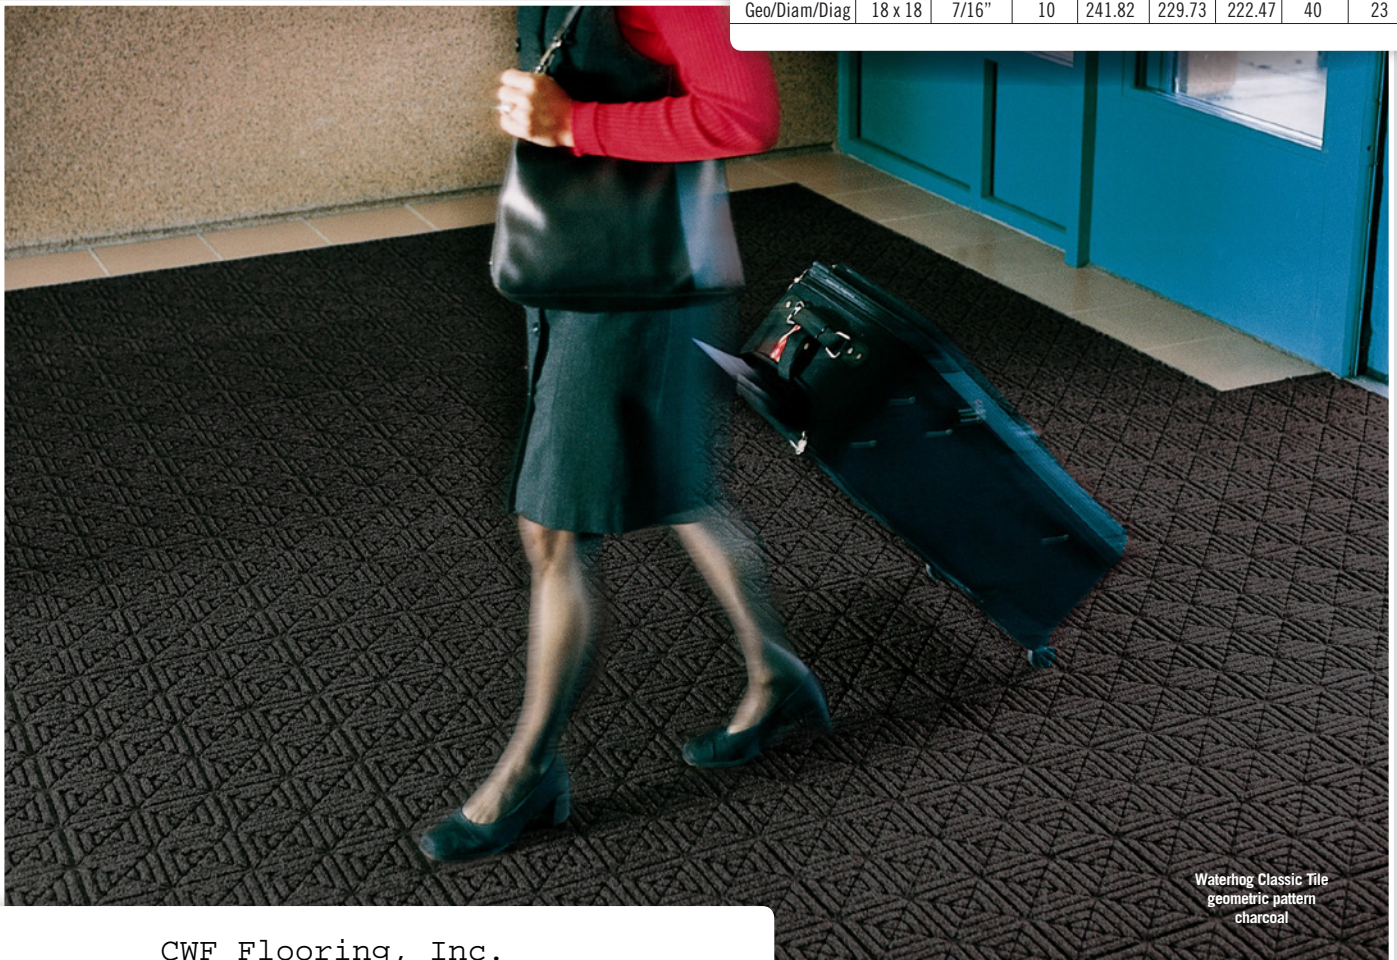 Geo/Diam/Diag 18 x 18 7/16” 10 241.82 229.73 222.47 40 23
Waterhog Classic Tile
geometric pattern
charcoal
CWF Flooring, Inc.